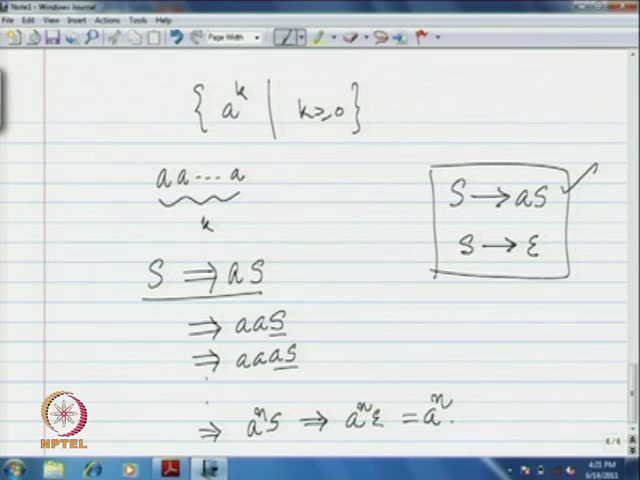 Note1 - Windows Journal
File Edit View Insert Actions Tools Help
Page Width
{ a^k | k≥0 }
aa...a
k
S → aS ✓
S → ε
S ⇒ aS
⇒ aaS
⇒ aaaS
⋮
⇒ a^n S ⇒ a^n ε = a^n.
NPTEL
6/6
4:21 PM
6/14/2011